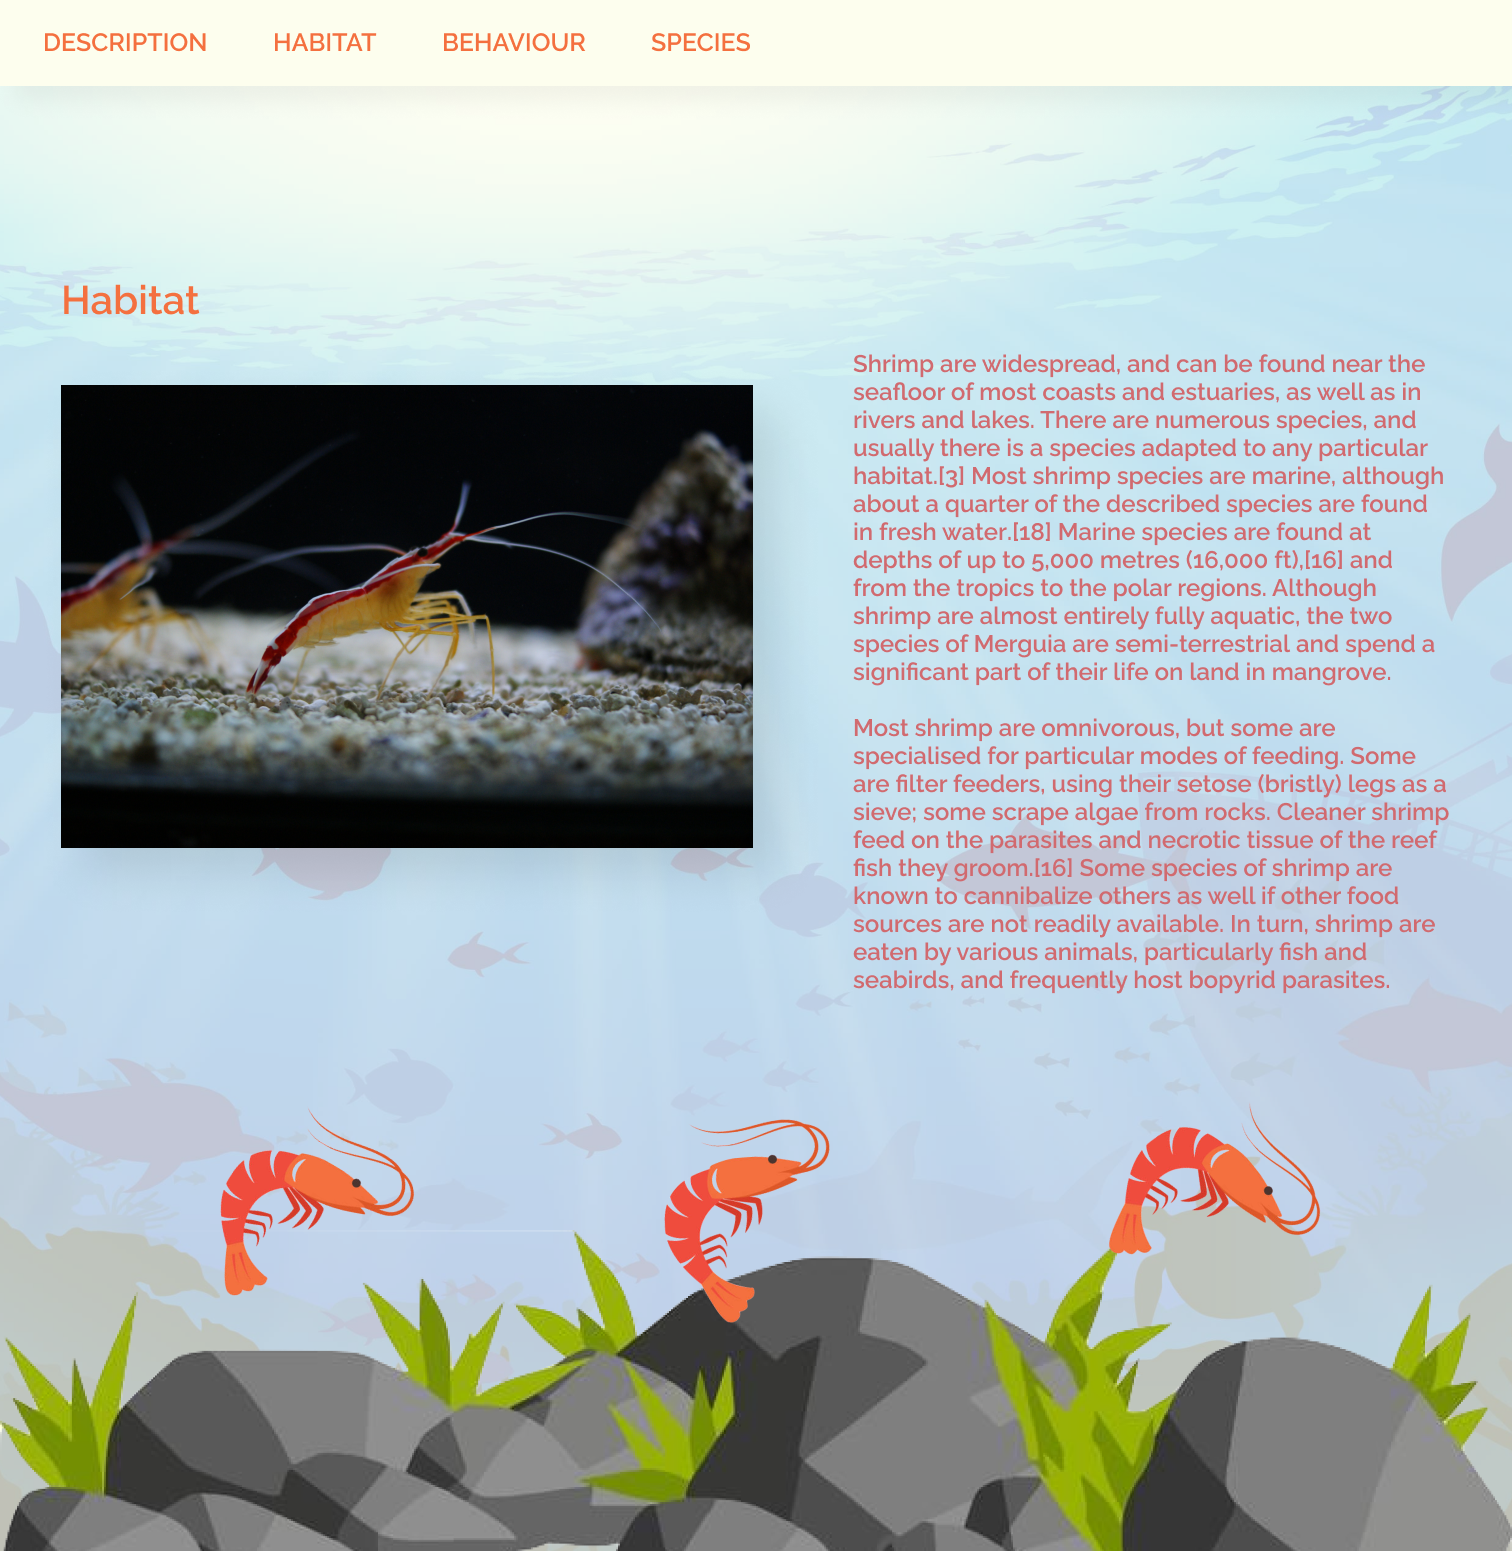 DESCRIPTION HABITAT BEHAVIOUR SPECIES
Habitat
Shrimp are widespread, and can be found near the
seafloor of most coasts and estuaries, as well as in
rivers and lakes. There are numerous species, and
usually there is a species adapted to any particular
habitat.[3] Most shrimp species are marine, although
about a quarter of the described species are found
in fresh water.[18] Marine species are found at
depths of up to 5,000 metres (16,000 ft),[16] and
from the tropics to the polar regions. Although
shrimp are almost entirely fully aquatic, the two
species of Merguia are semi-terrestrial and spend a
significant part of their life on land in mangrove.
Most shrimp are omnivorous, but some are
specialised for particular modes of feeding. Some
are filter feeders, using their setose (bristly) legs as a
sieve; some scrape algae from rocks. Cleaner shrimp
feed on the parasites and necrotic tissue of the reef
fish they groom.[16] Some species of shrimp are
known to cannibalize others as well if other food
sources are not readily available. In turn, shrimp are
eaten by various animals, particularly fish and
seabirds, and frequently host bopyrid parasites.